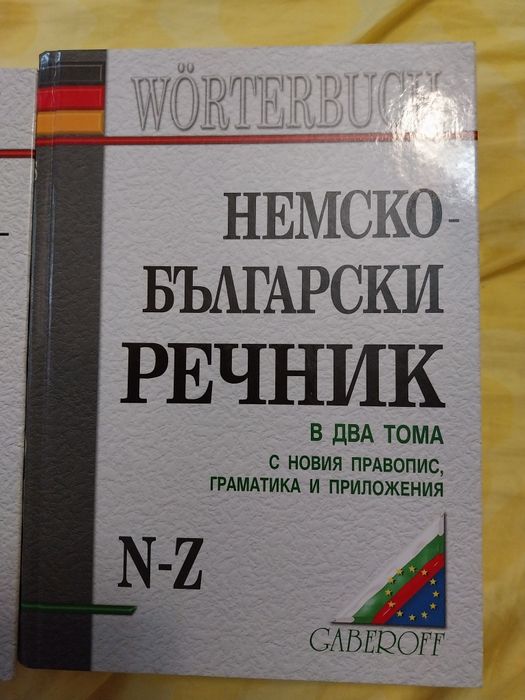 WÖRTERBUCH
НЕМСКО-
БЪЛГАРСКИ
РЕЧНИК
В ДВА ТОМА
С НОВИЯ ПРАВОПИС,
ГРАМАТИКА И ПРИЛОЖЕНИЯ
N-Z
GABEROFF